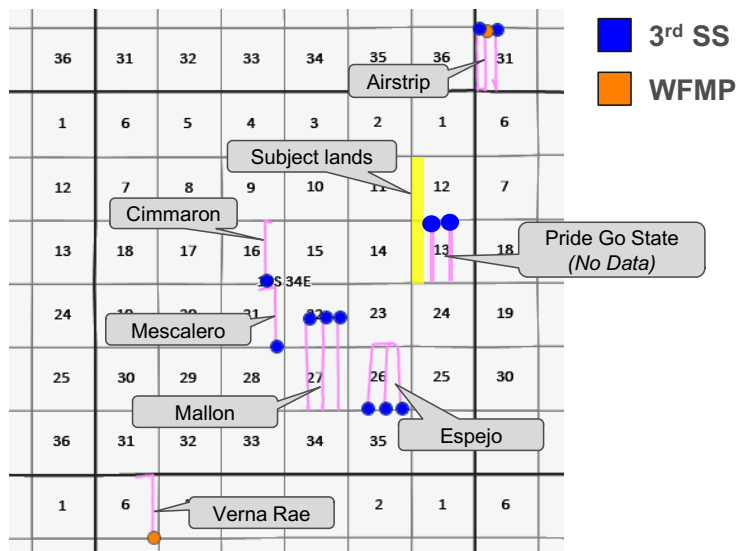 3rd SS
WFMP
36 31 32 33 34 35 36 31
Airstrip
1 6 5 4 3 2 1 6
Subject lands
12 7 8 9 10 11 12 7
Cimmaron
13 18 17 16 15 14 13 18
Pride Go State
(No Data)
S 34E
24 19 21 22 23 24 19
Mescalero
25 30 29 28 27 26 25 30
Mallon
Espejo
36 31 32 33 34 35
1 6 2 1 6
Verna Rae